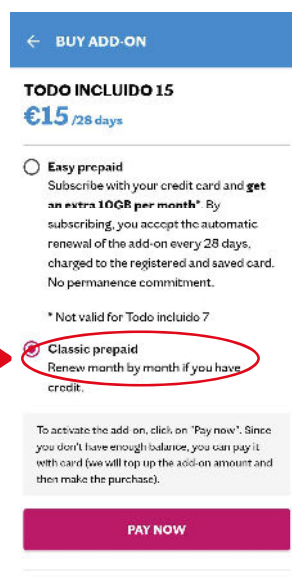 ← BUY ADD-ON
TODO INCLUIDO 15
€15 /28 days
Easy prepaid
Subscribe with your credit card and get
an extra 10GB per month*. By
subscribing, you accept the automatic
renewal of the add-on every 28 days,
charged to the registered and saved card.
No permanence commitment.
* Not valid for Todo incluido 7
Classic prepaid
Renew month by month if you have
credit.
To activate the add-on, click on "Pay now". Since
you don't have enough balance, you can pay it
with card (we will top up the add-on amount and
then make the purchase).
PAY NOW